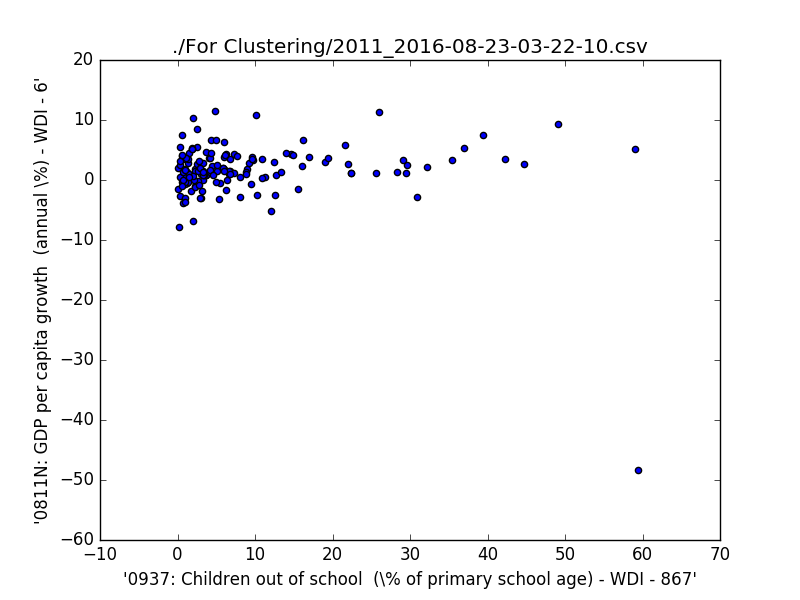 ./For Clustering/2011_2016-08-23-03-22-10.csv
20
10
0
−10
−20
−30
−40
−50
−60
'0811N: GDP per capita growth  (annual \%) - WDI - 6'
−10 0 10 20 30 40 50 60 70
'0937: Children out of school  (\% of primary school age) - WDI - 867'